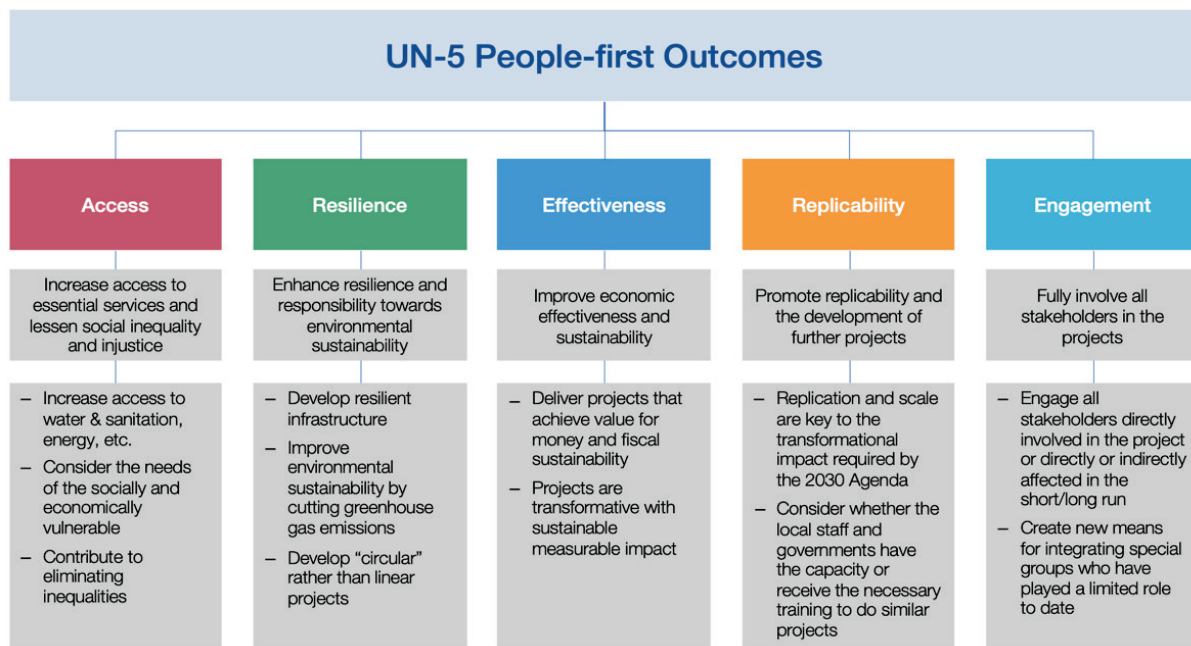 UN-5 People-first Outcomes
Access
Resilience
Effectiveness
Replicability
Engagement
Increase access to
essential services and
lessen social inequality
and injustice
Enhance resilience and
responsibility towards
environmental
sustainability
Improve economic
effectiveness and
sustainability
Promote replicability and
the development of
further projects
Fully involve all
stakeholders in the
projects
– Increase access to
water & sanitation,
energy, etc.
– Consider the needs
of the socially and
economically
vulnerable
– Contribute to
eliminating
inequalities
– Develop resilient
infrastructure
– Improve
environmental
sustainability by
cutting greenhouse
gas emissions
– Develop “circular”
rather than linear
projects
– Deliver projects that
achieve value for
money and fiscal
sustainability
– Projects are
transformative with
sustainable
measurable impact
– Replication and scale
are key to the
transformational
impact required by
the 2030 Agenda
– Consider whether the
local staff and
governments have
the capacity or
receive the necessary
training to do similar
projects
– Engage all
stakeholders directly
involved in the project
or directly or indirectly
affected in the
short/long run
– Create new means
for integrating special
groups who have
played a limited role
to date